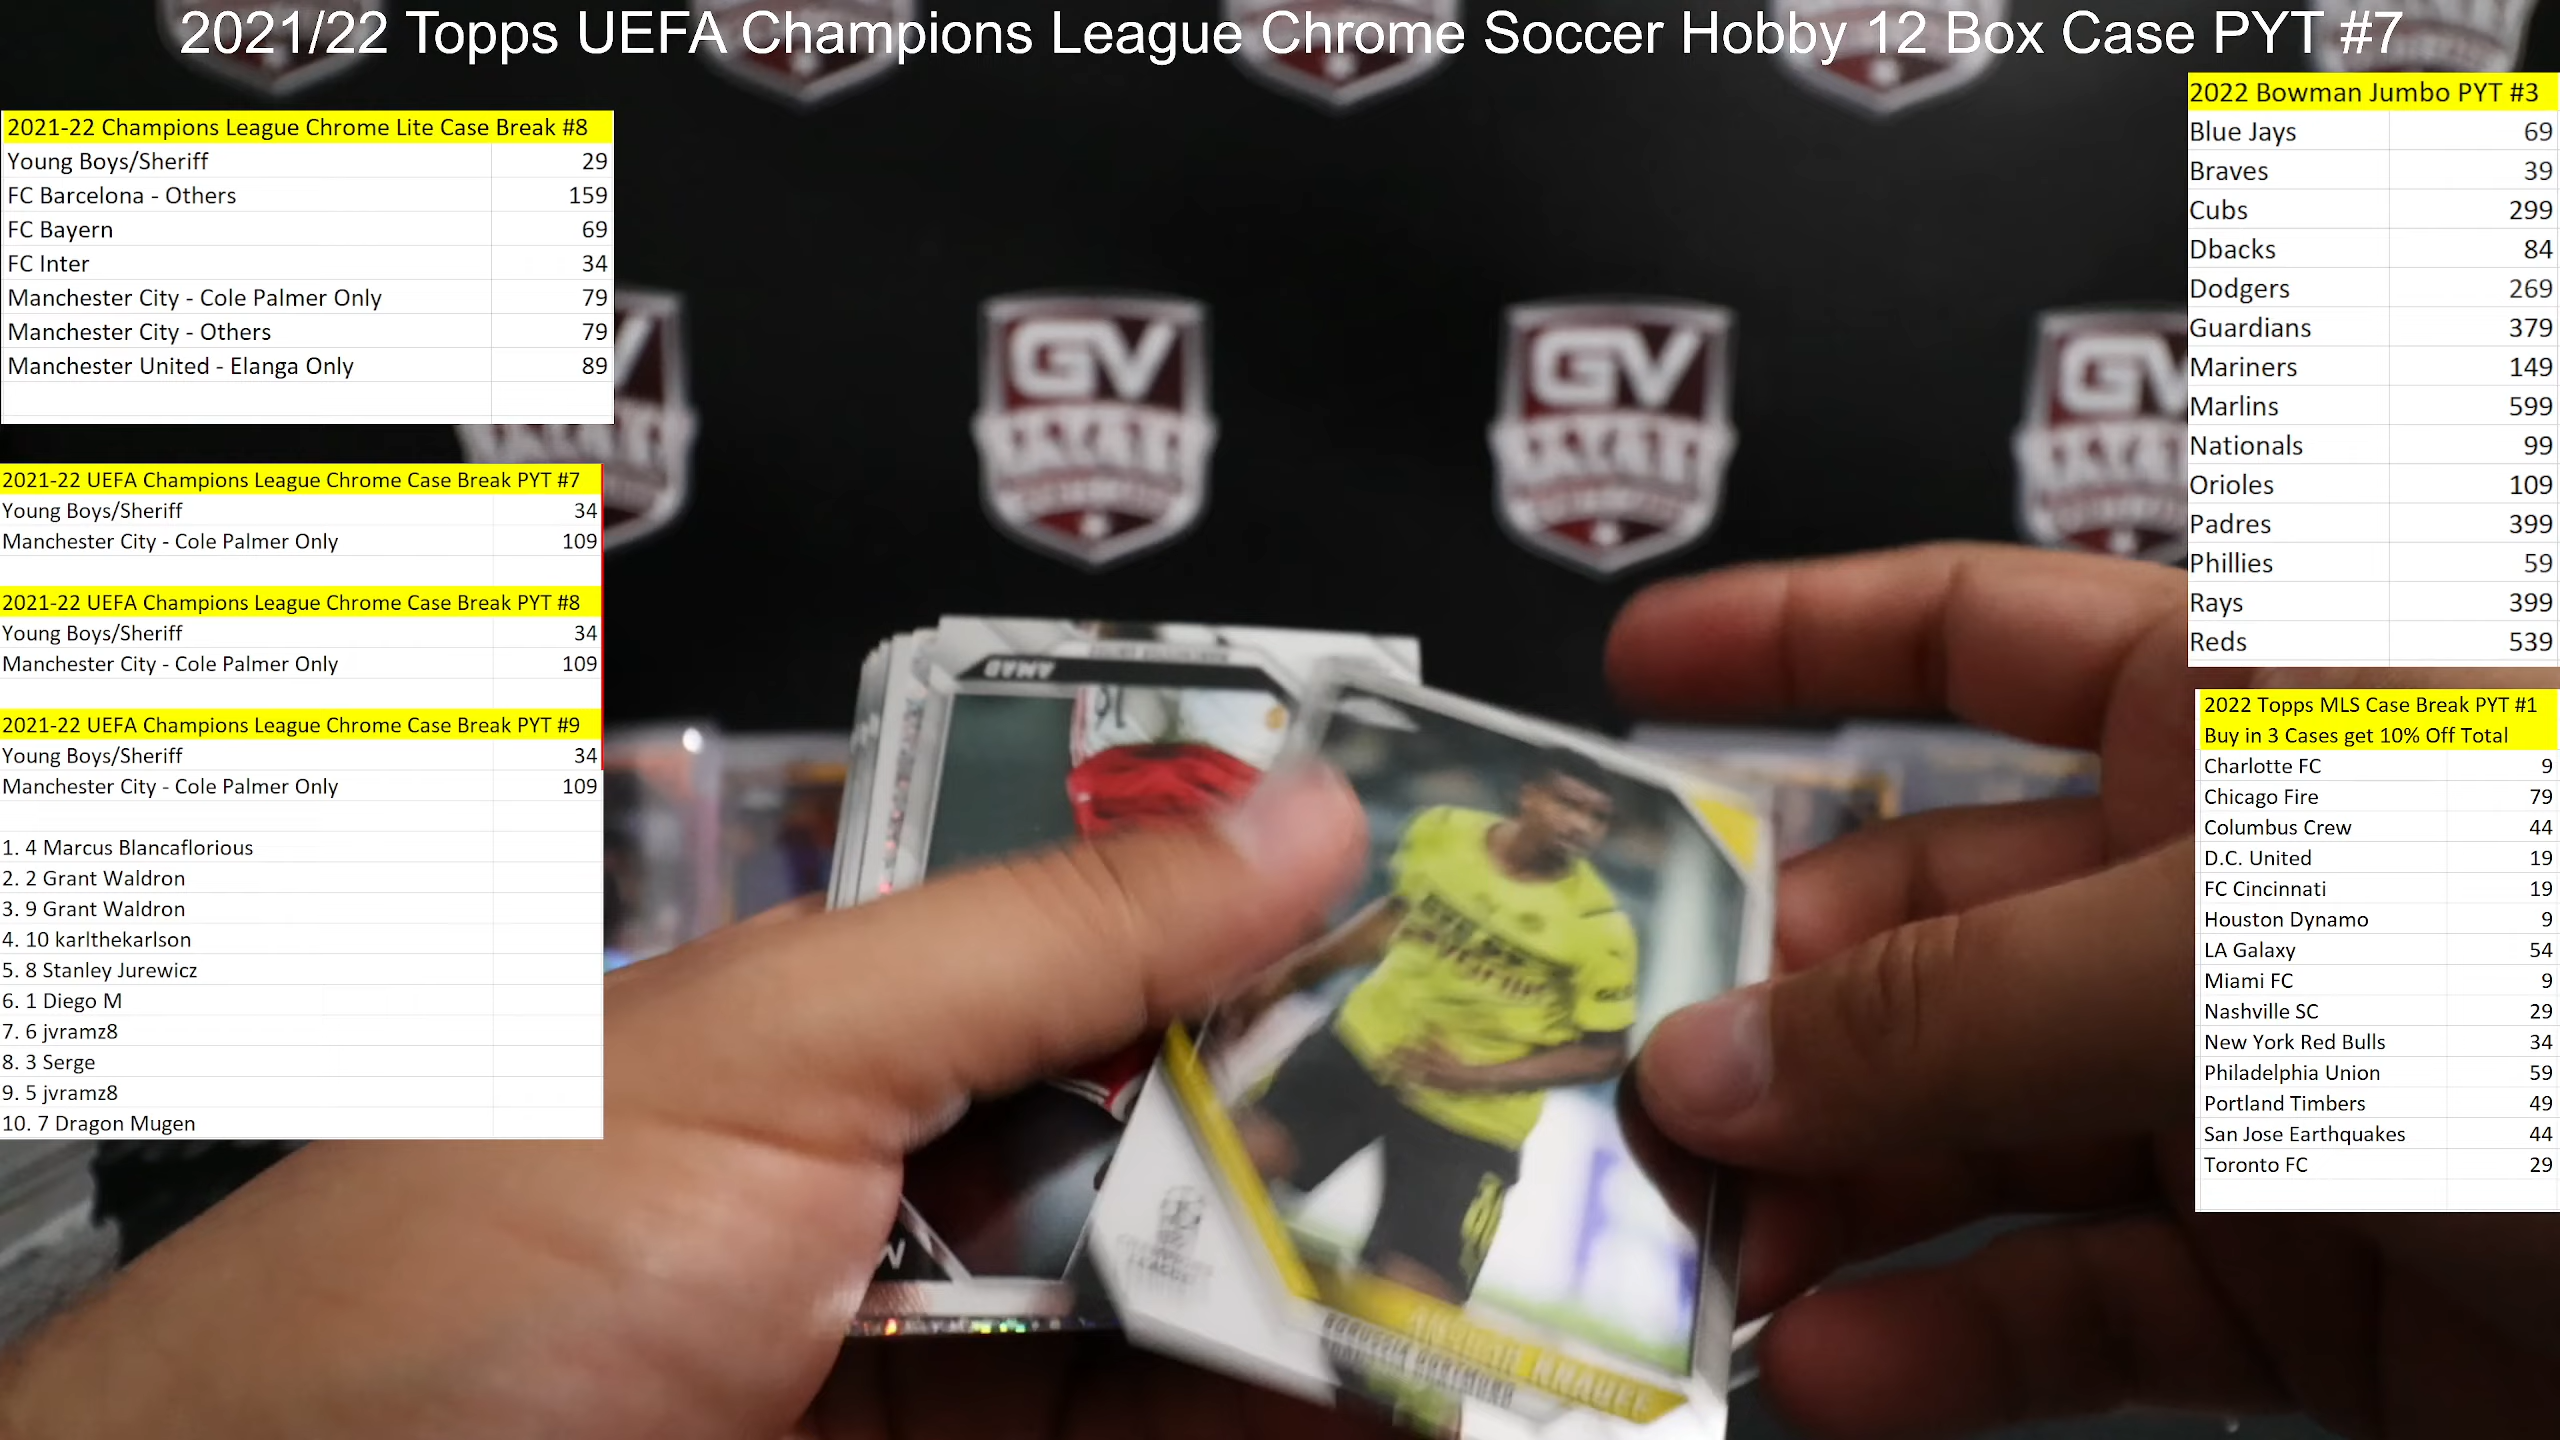 2021/22 Topps UEFA Champions League Chrome Soccer Hobby 12 Box Case PYT #7
2021-22 Champions League Chrome Lite Case Break #8
Young Boys/Sheriff 29
FC Barcelona - Others 159
FC Bayern 69
FC Inter 34
Manchester City - Cole Palmer Only 79
Manchester City - Others 79
Manchester United - Elanga Only 89
2021-22 UEFA Champions League Chrome Case Break PYT #7
Young Boys/Sheriff 34
Manchester City - Cole Palmer Only 109
2021-22 UEFA Champions League Chrome Case Break PYT #8
Young Boys/Sheriff 34
Manchester City - Cole Palmer Only 109
2021-22 UEFA Champions League Chrome Case Break PYT #9
Young Boys/Sheriff 34
Manchester City - Cole Palmer Only 109
1. 4 Marcus Blancaflorious
2. 2 Grant Waldron
3. 9 Grant Waldron
4. 10 karlthekarlson
5. 8 Stanley Jurewicz
6. 1 Diego M
7. 6 jvramz8
8. 3 Serge
9. 5 jvramz8
10. 7 Dragon Mugen
2022 Bowman Jumbo PYT #3
Blue Jays 69
Braves 39
Cubs 299
Dbacks 84
Dodgers 269
Guardians 379
Mariners 149
Marlins 599
Nationals 99
Orioles 109
Padres 399
Phillies 59
Rays 399
Reds 539
2022 Topps MLS Case Break PYT #1
Buy in 3 Cases get 10% Off Total
Charlotte FC 9
Chicago Fire 79
Columbus Crew 44
D.C. United 19
FC Cincinnati 19
Houston Dynamo 9
LA Galaxy 54
Miami FC 9
Nashville SC 29
New York Red Bulls 34
Philadelphia Union 59
Portland Timbers 49
San Jose Earthquakes 44
Toronto FC 29
GV
GV
GV
AMAD
KNAUFF
BORUSSIA DORTMUND